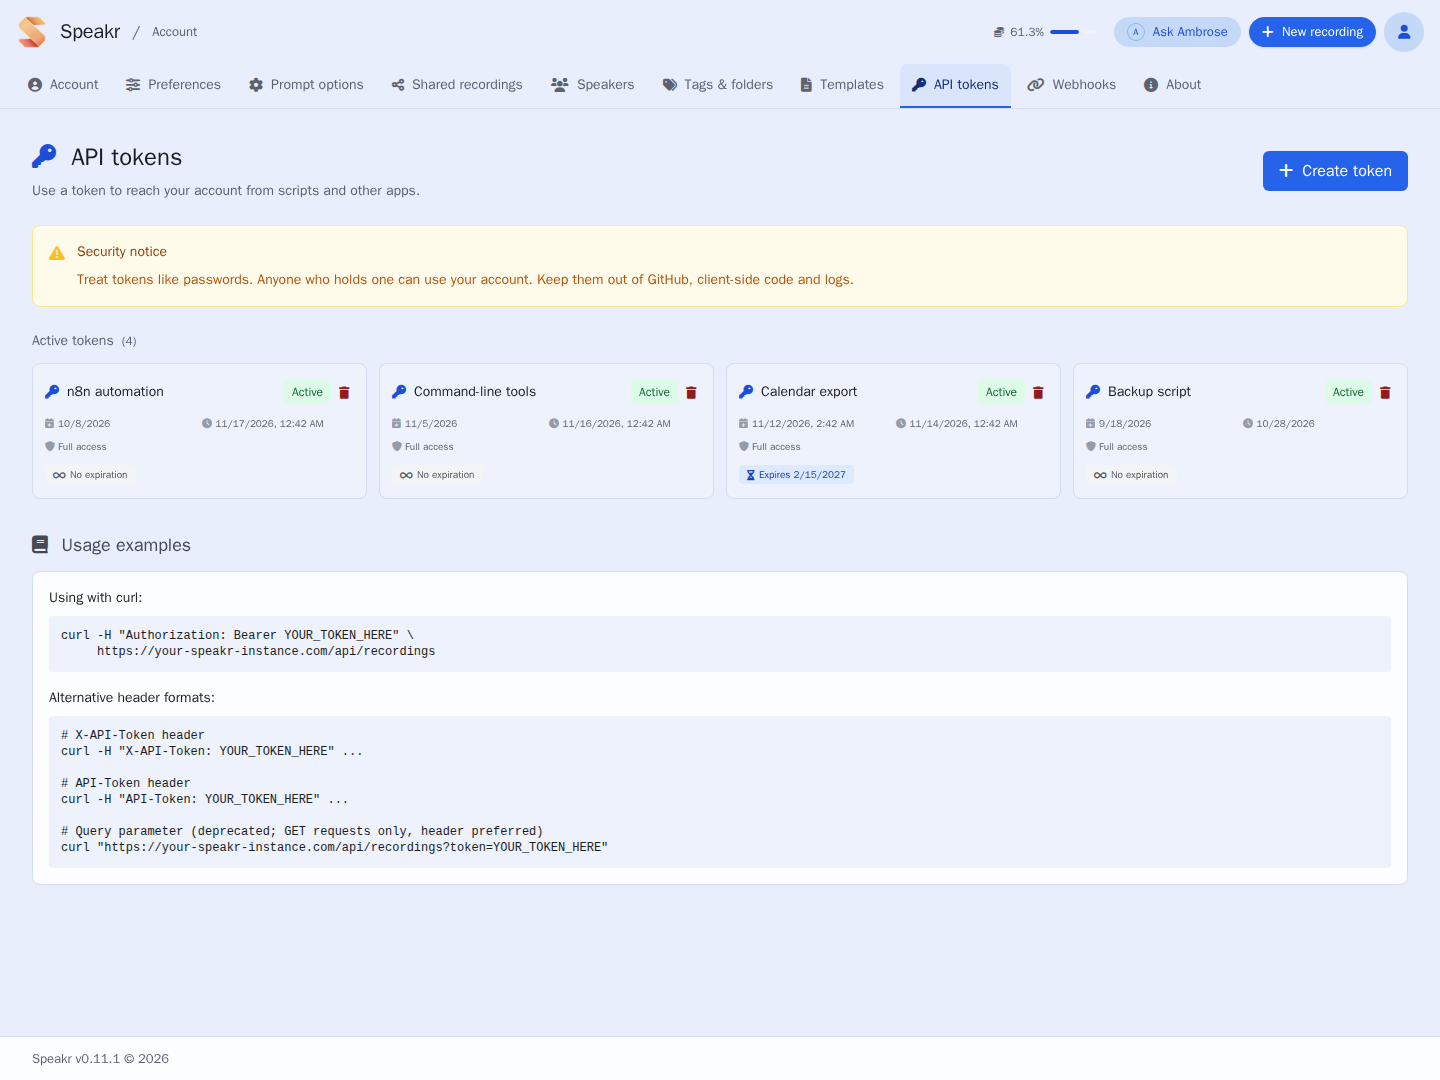 Speakr / Account
61.3%
A Ask Ambrose
New recording
Account
Preferences
Prompt options
Shared recordings
Speakers
Tags & folders
Templates
API tokens
Webhooks
About
API tokens
Use a token to reach your account from scripts and other apps.
Create token
Security notice
Treat tokens like passwords. Anyone who holds one can use your account. Keep them out of GitHub, client-side code and logs.
Active tokens (4)
n8n automation Active
10/8/2026 11/17/2026, 12:42 AM
Full access
No expiration
Command-line tools Active
11/5/2026 11/16/2026, 12:42 AM
Full access
No expiration
Calendar export Active
11/12/2026, 2:42 AM 11/14/2026, 12:42 AM
Full access
Expires 2/15/2027
Backup script Active
9/18/2026 10/28/2026
Full access
No expiration
Usage examples
Using with curl:
curl -H "Authorization: Bearer YOUR_TOKEN_HERE" \
     https://your-speakr-instance.com/api/recordings
Alternative header formats:
# X-API-Token header
curl -H "X-API-Token: YOUR_TOKEN_HERE" ...
# API-Token header
curl -H "API-Token: YOUR_TOKEN_HERE" ...
# Query parameter (deprecated; GET requests only, header preferred)
curl "https://your-speakr-instance.com/api/recordings?token=YOUR_TOKEN_HERE"
Speakr v0.11.1 © 2026